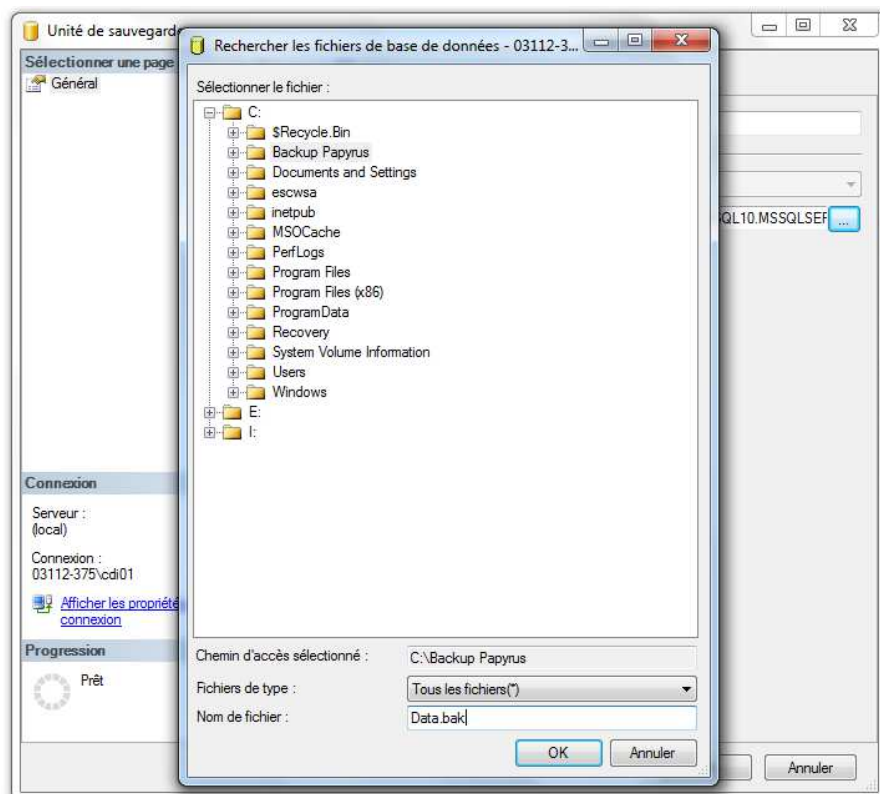 Unité de sauvegarde
Sélectionner une page
Général
Rechercher les fichiers de base de données - 03112-3...
Sélectionner le fichier :
C:
$Recycle.Bin
Backup Papyrus
Documents and Settings
escwsa
inetpub
MSOCache
PerfLogs
Program Files
Program Files (x86)
ProgramData
Recovery
System Volume Information
Users
Windows
E:
I:
QL10.MSSQLSER
...
Connexion
Serveur :
(local)
Connexion :
03112-375\cdi01
Afficher les propriété
connexion
Progression
Prêt
Chemin d'accès sélectionné :
C:\Backup Papyrus
Fichiers de type :
Tous les fichiers(*)
Nom de fichier :
Data.bak
OK
Annuler
Annuler